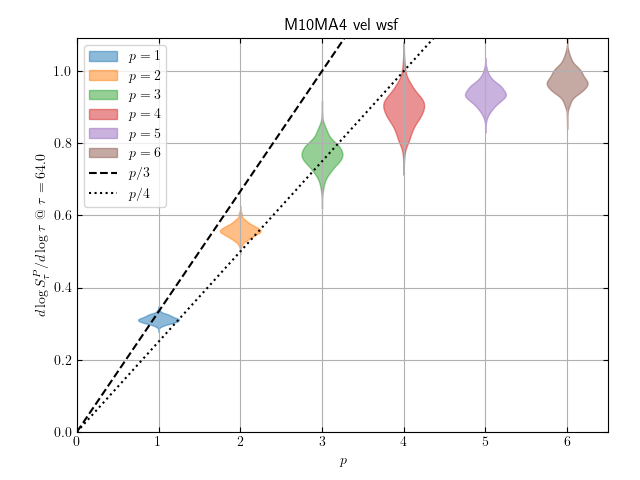 M10MA4 vel wsf
p = 1
p = 2
p = 3
p = 4
p = 5
p = 6
p/3
p/4
1.0
0.8
0.6
0.4
0.2
0.0
d log S_τ^P / d log τ @ τ = 64.0
0 1 2 3 4 5 6
p